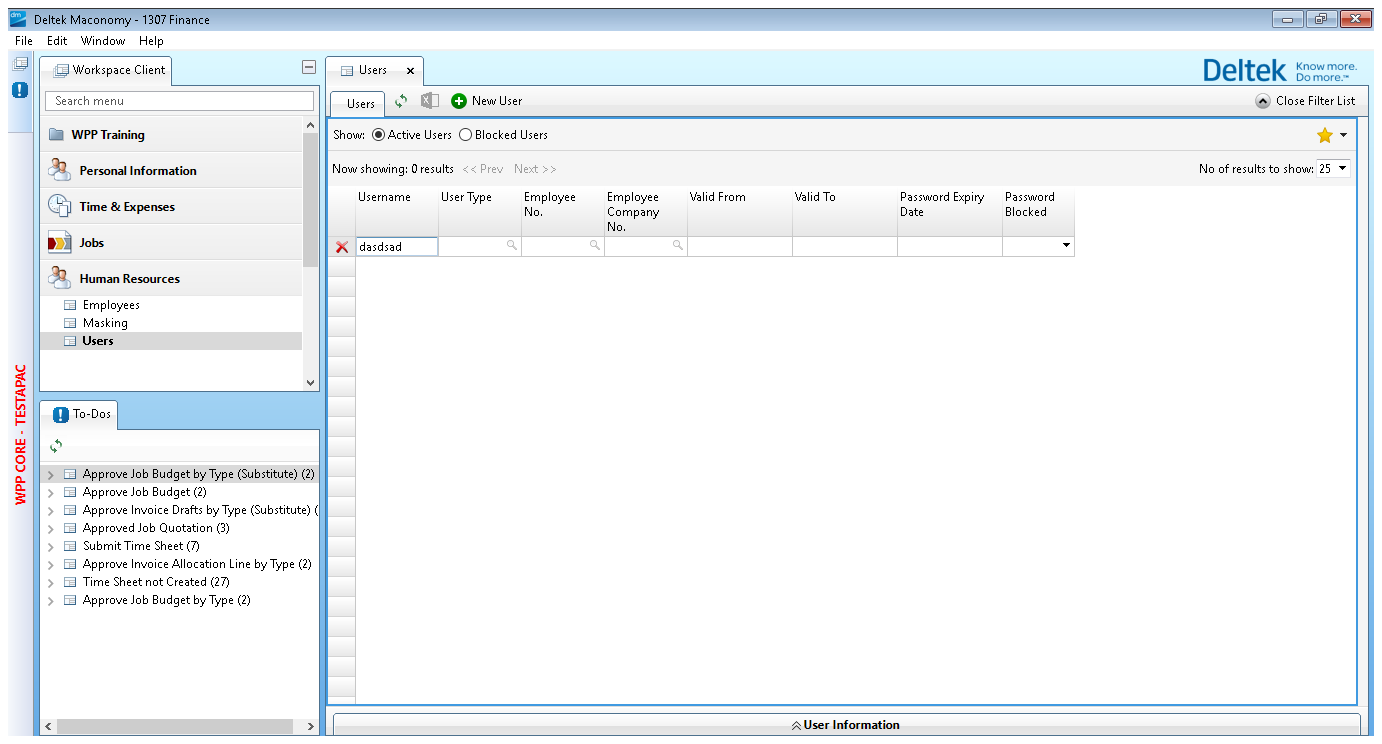 dm Deltek Maconomy - 1307 Finance
File Edit Window Help
Workspace Client
Search menu
WPP Training
Personal Information
Time & Expenses
Jobs
Human Resources
Employees
Masking
Users
WPP CORE - TESTAPAC
To-Dos
Approve Job Budget by Type (Substitute) (2)
Approve Job Budget (2)
Approve Invoice Drafts by Type (Substitute) (
Approved Job Quotation (3)
Submit Time Sheet (7)
Approve Invoice Allocation Line by Type (2)
Time Sheet not Created (27)
Approve Job Budget by Type (2)
Users
Deltek Know more.
Do more.™
Users New User Close Filter List
Show: Active Users Blocked Users
Now showing: 0 results << Prev Next >> No of results to show: 25
Username User Type Employee No. Employee Company No. Valid From Valid To Password Expiry Date Password Blocked
dasdsad
User Information